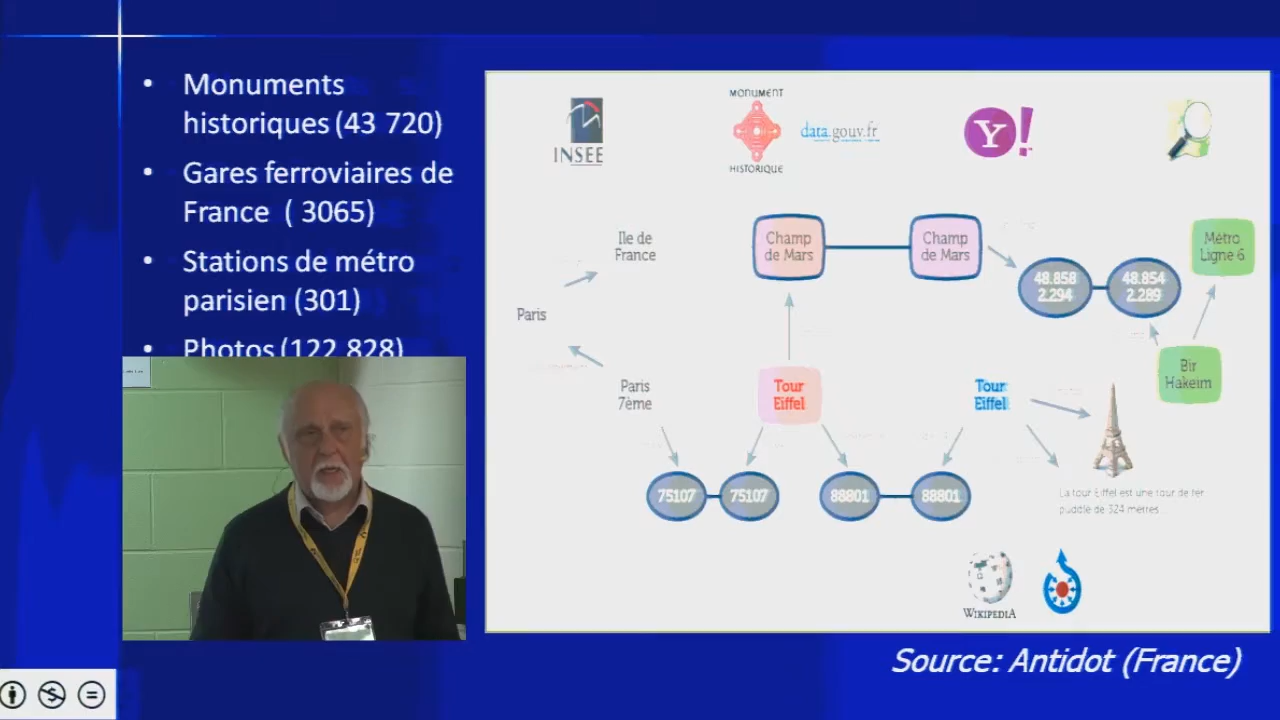 • Monuments
historiques (43 720)
• Gares ferroviaires de
France ( 3065)
• Stations de métro
parisien (301)
• Photos (122 828)
INSEE
MONUMENT
HISTORIQUE
data.gouv.fr
Y!
Ile de
France
Champ
de Mars
Champ
de Mars
48.858
2.294
48.854
2.289
Métro
Ligne 6
Paris
Paris
7ème
Tour
Eiffel
Tour
Eiffel
Bir
Hakeim
75107
75107
88801
88801
La tour Eiffel est une tour de fer
puddlé de 324 mètres...
WIKIPEDIA
Source: Antidot (France)